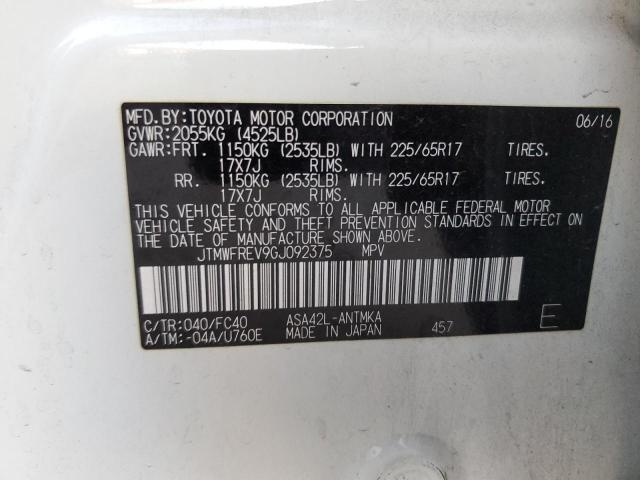 MFD.BY:TOYOTA MOTOR CORPORATION 06/16
GVWR:2055KG (4525LB)
GAWR:FRT. 1150KG (2535LB) WITH 225/65R17 TIRES.
17X7J RIMS.
RR. 1150KG (2535LB) WITH 225/65R17 TIRES.
17X7J RIMS.
THIS VEHICLE CONFORMS TO ALL APPLICABLE FEDERAL MOTOR
VEHICLE SAFETY AND THEFT PREVENTION STANDARDS IN EFFECT ON
THE DATE OF MANUFACTURE SHOWN ABOVE.
JTMWFREV9GJ092375 MPV
C/TR:040/FC40 ASA42L-ANTMKA
A/TM:-04A/U760E MADE IN JAPAN 457 E